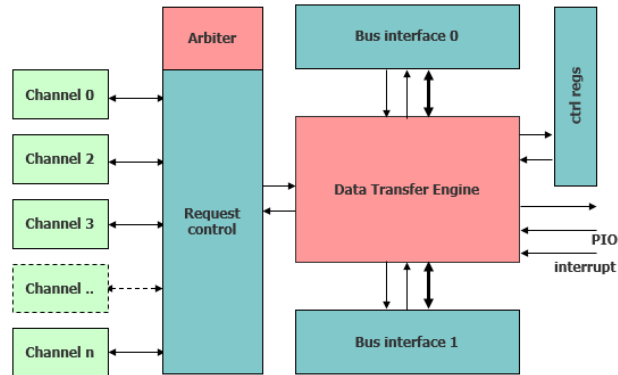 Arbiter
Bus interface 0
ctrl regs
Channel 0
Channel 2
Channel 3
Channel ..
Channel n
Request
control
Data Transfer Engine
PIO
interrupt
Bus interface 1